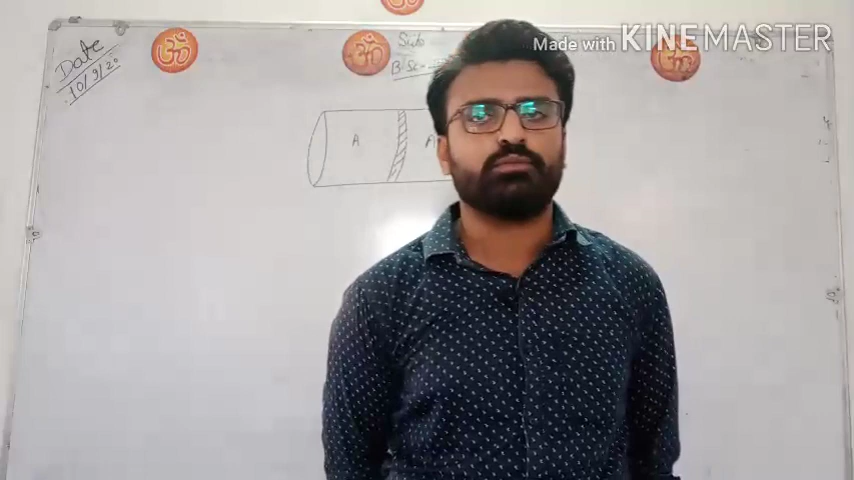 Made with KINEMASTER
Date
10/9/20
ॐ
ॐ
ॐ
ॐ
B.Sc
A
A